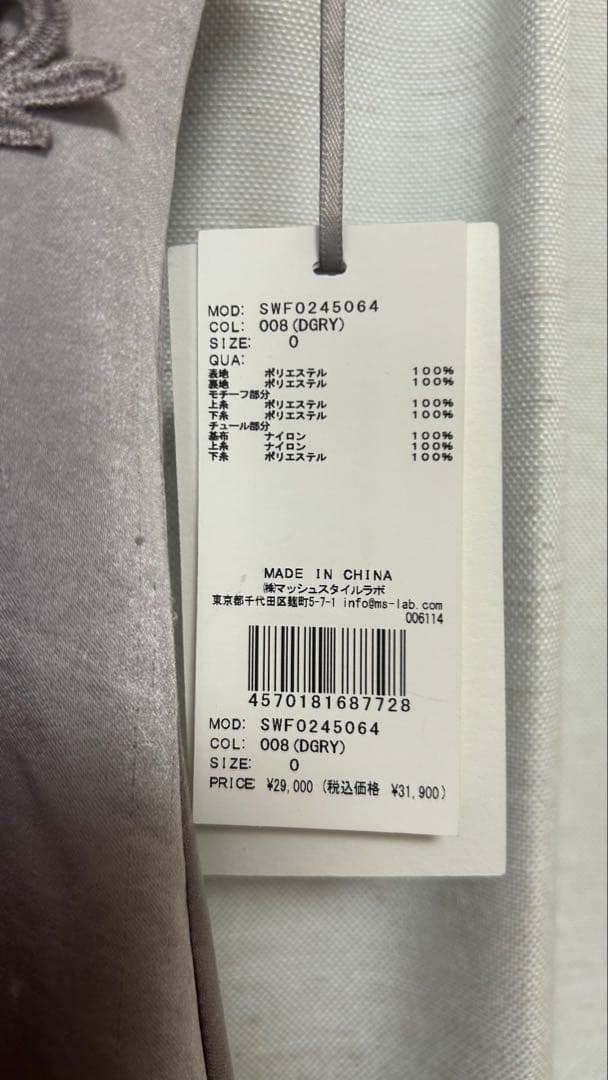 MOD: SWF0245064
COL: 008(DGRY)
SIZE: 0
QUA:
表地 ポリエステル 100%
裏地 ポリエステル 100%
モチーフ部分
上糸 ポリエステル 100%
下糸 ポリエステル 100%
チュール部分
基布 ナイロン 100%
上糸 ナイロン 100%
下糸 ポリエステル 100%
MADE IN CHINA
㈱マッシュスタイルラボ
東京都千代田区麹町5-7-1 info@ms-lab.com
006114
4570181687728
MOD: SWF0245064
COL: 008(DGRY)
SIZE: 0
PRICE: ¥29,000 (税込価格 ¥31,900)